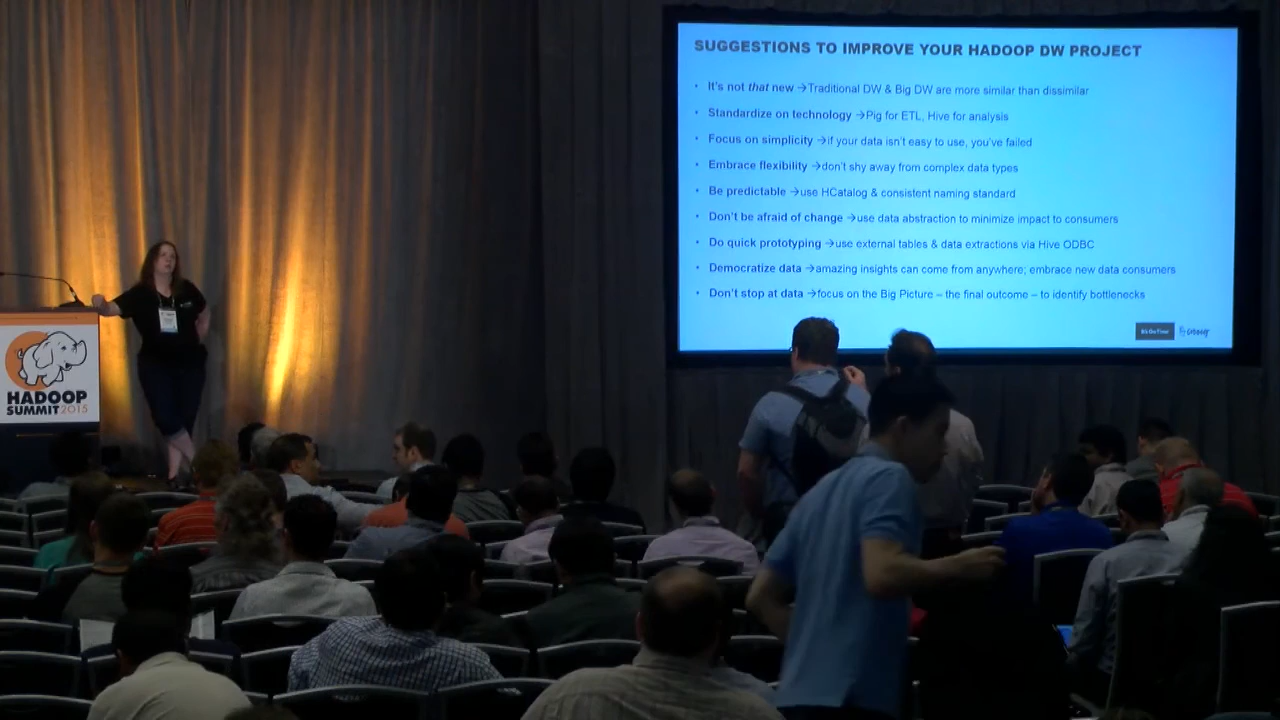 SUGGESTIONS TO IMPROVE YOUR HADOOP DW PROJECT
• It's not that new →Traditional DW & Big DW are more similar than dissimilar
• Standardize on technology →Pig for ETL, Hive for analysis
• Focus on simplicity →if your data isn't easy to use, you've failed
• Embrace flexibility →don't shy away from complex data types
• Be predictable →use HCatalog & consistent naming standard
• Don't be afraid of change →use data abstraction to minimize impact to consumers
• Do quick prototyping →use external tables & data extractions via Hive ODBC
• Democratize data →amazing insights can come from anywhere; embrace new data consumers
• Don't stop at data →focus on the Big Picture – the final outcome – to identify bottlenecks
It's Go Time
GoDaddy
HADOOP
SUMMIT 2015